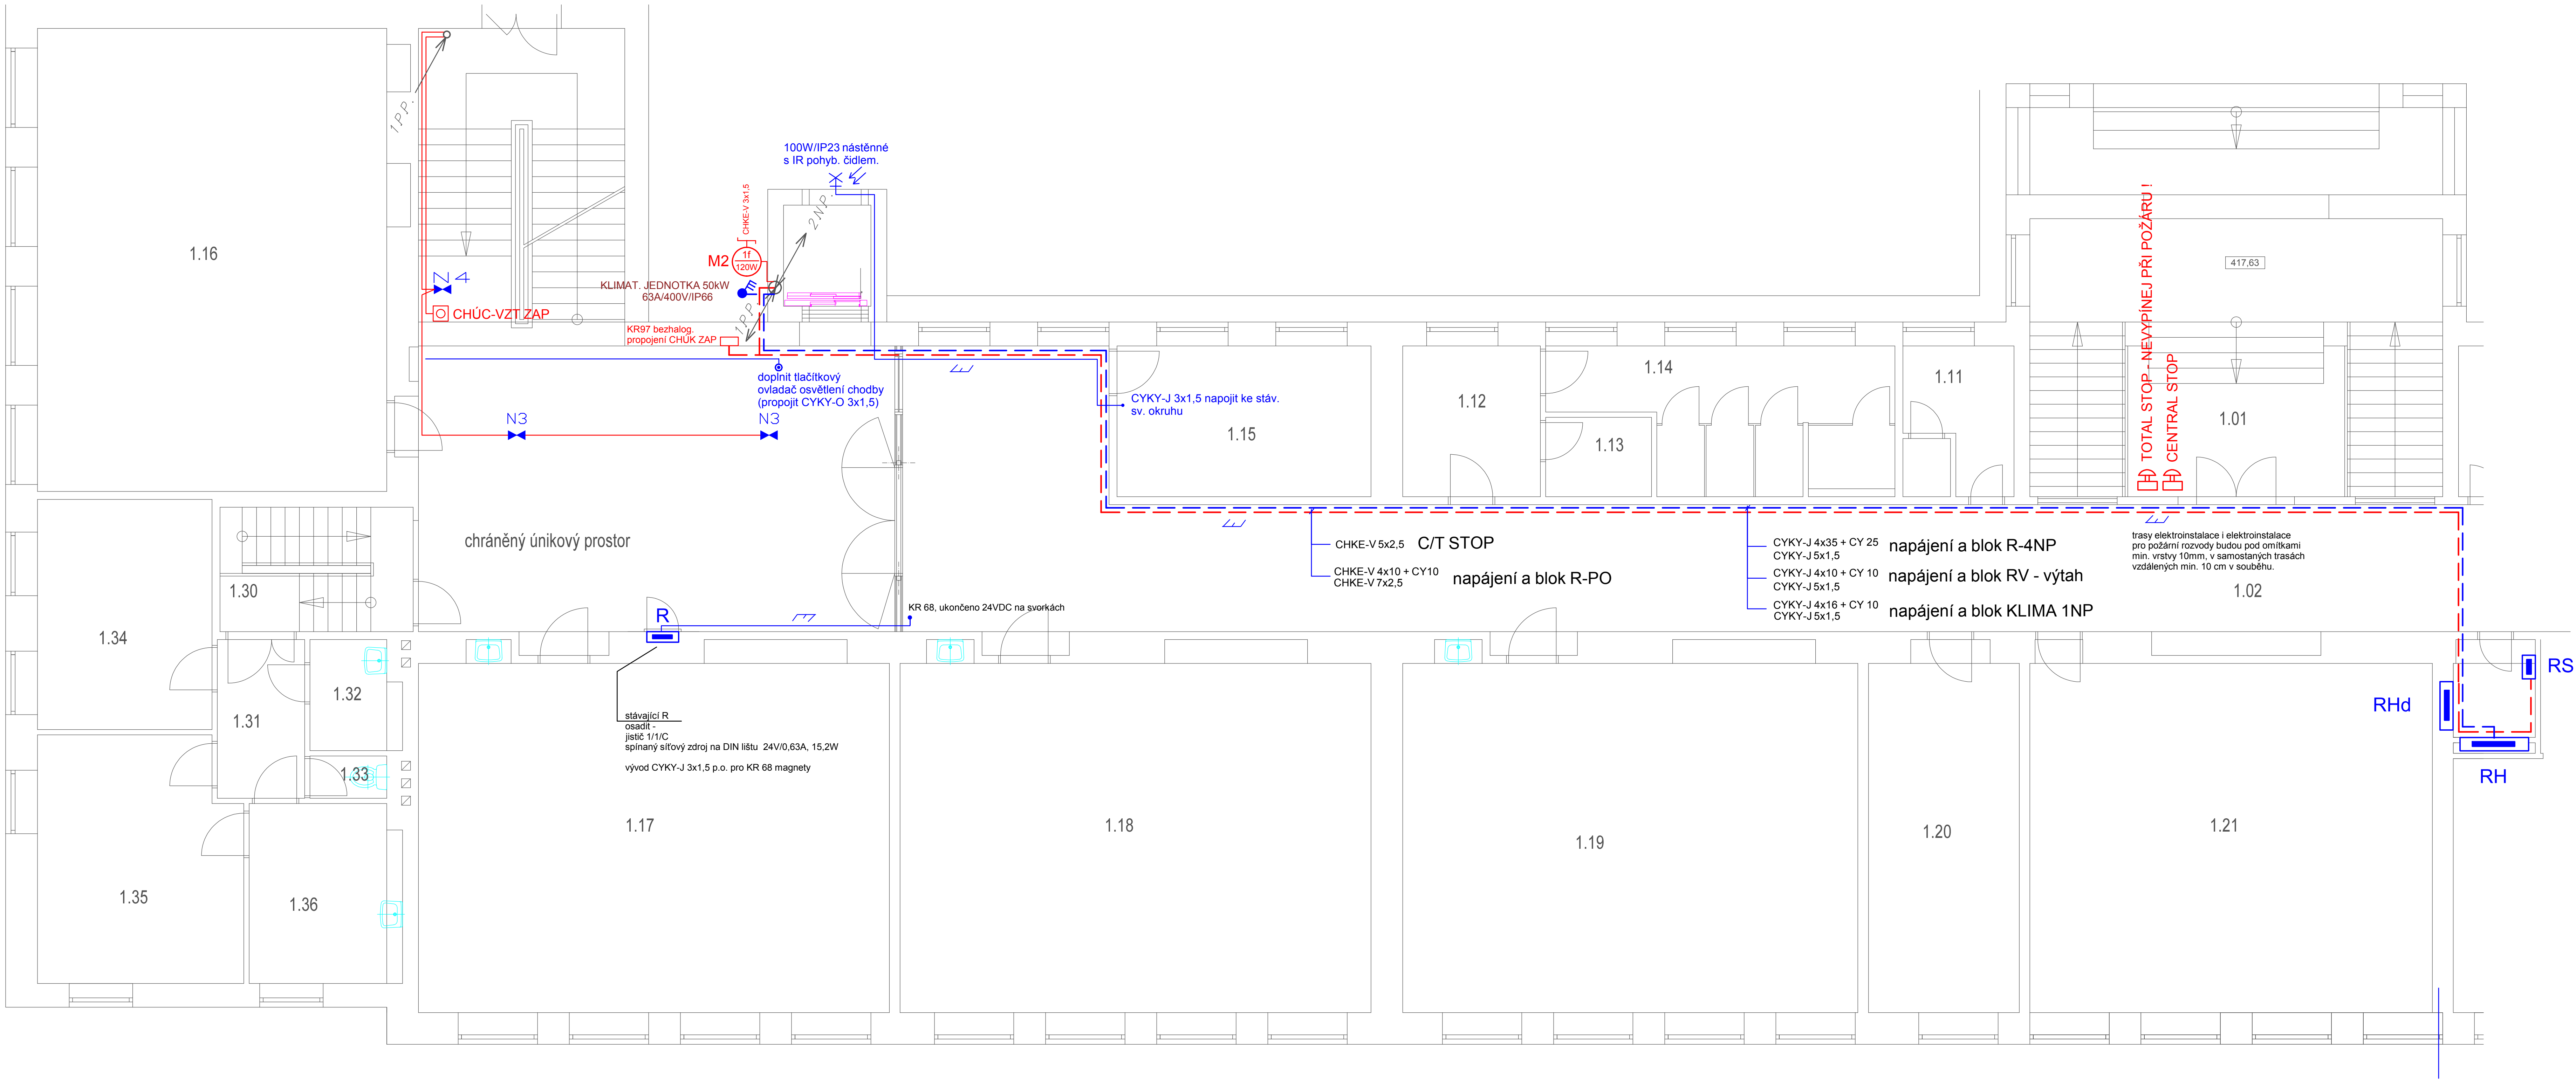 1.P.P.
1.16
100W/IP23 nástěnné
s IR pohyb. čidlem.
CHKE-V 3x1,5
2.N.P.
M2
1f
120W
N4
KLIMAT. JEDNOTKA 50kW
63A/400V/IP66
E
1.P.P.
CHÚC-VZT ZAP
KR97 bezhalog.
propojení CHÚK ZAP
doplnit tlačítkový
ovladač osvětlení chodby
(propojit CYKY-O 3x1,5)
N3
N3
CYKY-J 3x1,5 napojit ke stáv.
sv. okruhu
1.15
1.12
1.14
1.13
1.11
417,63
TOTAL STOP - NEVYPÍNEJ PŘI POŽÁRU !
CENTRAL STOP
1.01
chráněný únikový prostor
CHKE-V 5x2,5 C/T STOP
CHKE-V 4x10 + CY10
CHKE-V 7x2,5
napájení a blok R-PO
CYKY-J 4x35 + CY 25
CYKY-J 5x1,5
napájení a blok R-4NP
CYKY-J 4x10 + CY 10
CYKY-J 5x1,5
napájení a blok RV - výtah
CYKY-J 4x16 + CY 10
CYKY-J 5x1,5
napájení a blok KLIMA 1NP
trasy elektroinstalace i elektroinstalace
pro požární rozvody budou pod omítkami
min. vrstvy 10mm, v samostaných trasách
vzdálených min. 10 cm v souběhu.
1.02
1.30
R
KR 68, ukončeno 24VDC na svorkách
1.34
1.32
1.31
1.33
stávající R
osadit -
jistič 1/1/C
spínaný síťový zdroj na DIN lištu 24V/0,63A, 15,2W
vývod CYKY-J 3x1,5 p.o. pro KR 68 magnety
RS
RHd
RH
1.17
1.18
1.19
1.20
1.21
1.35
1.36